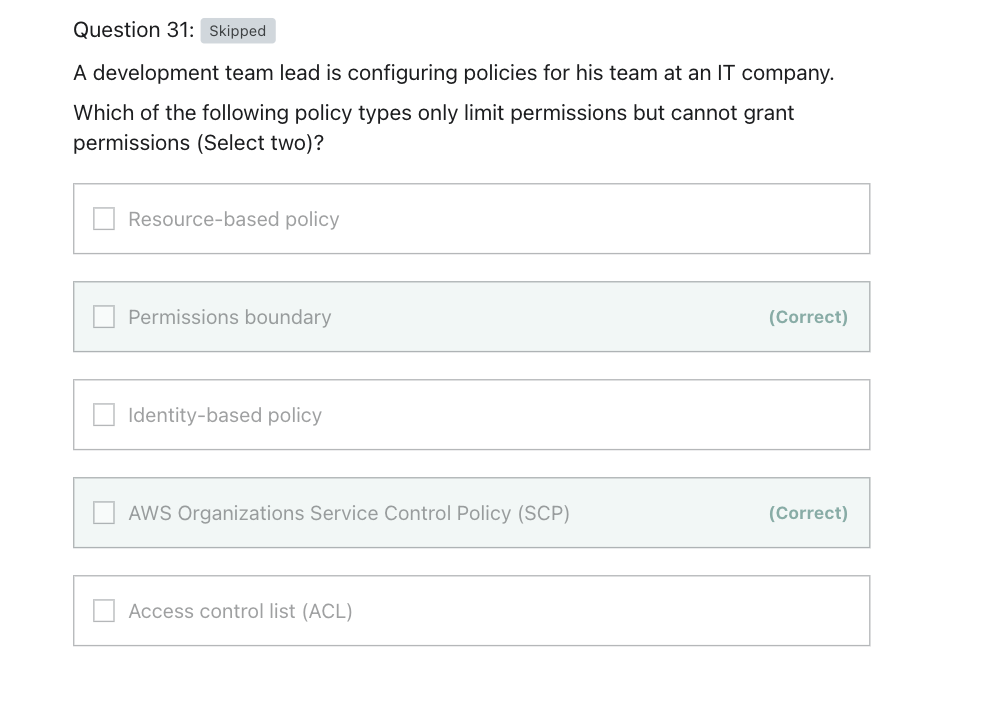 Question 31: Skipped
A development team lead is configuring policies for his team at an IT company.
Which of the following policy types only limit permissions but cannot grant
permissions (Select two)?
Resource-based policy
Permissions boundary (Correct)
Identity-based policy
AWS Organizations Service Control Policy (SCP) (Correct)
Access control list (ACL)